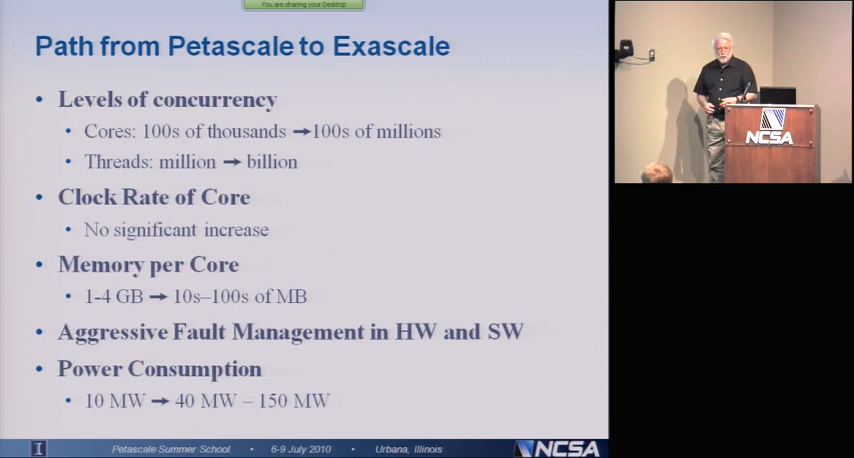 You are sharing your Desktop
Path from Petascale to Exascale
• Levels of concurrency
• Cores: 100s of thousands ➞100s of millions
• Threads: million ➞ billion
• Clock Rate of Core
• No significant increase
• Memory per Core
• 1-4 GB ➞ 10s–100s of MB
• Aggressive Fault Management in HW and SW
• Power Consumption
• 10 MW ➞ 40 MW – 150 MW
I Petascale Summer School • 6-9 July 2010 • Urbana, Illinois NCSA
NCSA